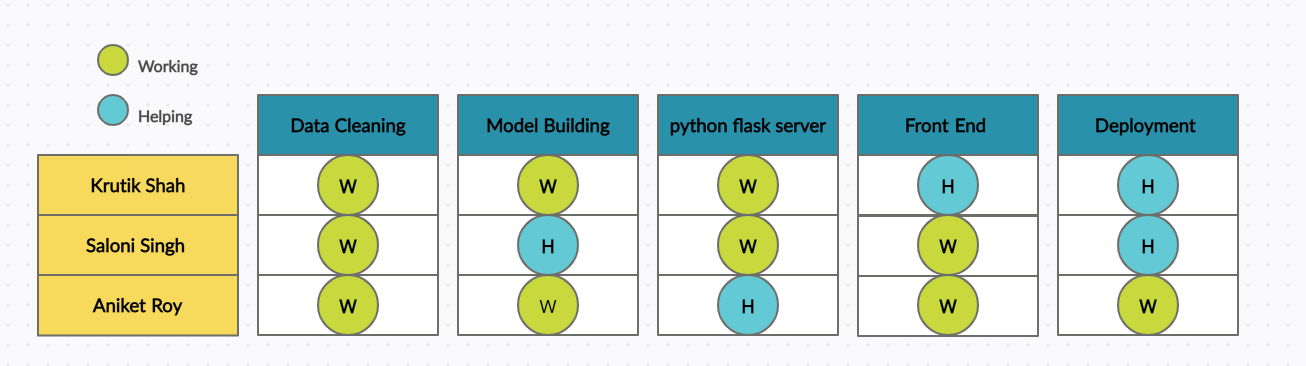 Working
Helping
Data Cleaning Model Building python flask server Front End Deployment
Krutik Shah W W W H H
Saloni Singh W H W W H
Aniket Roy W W H W W